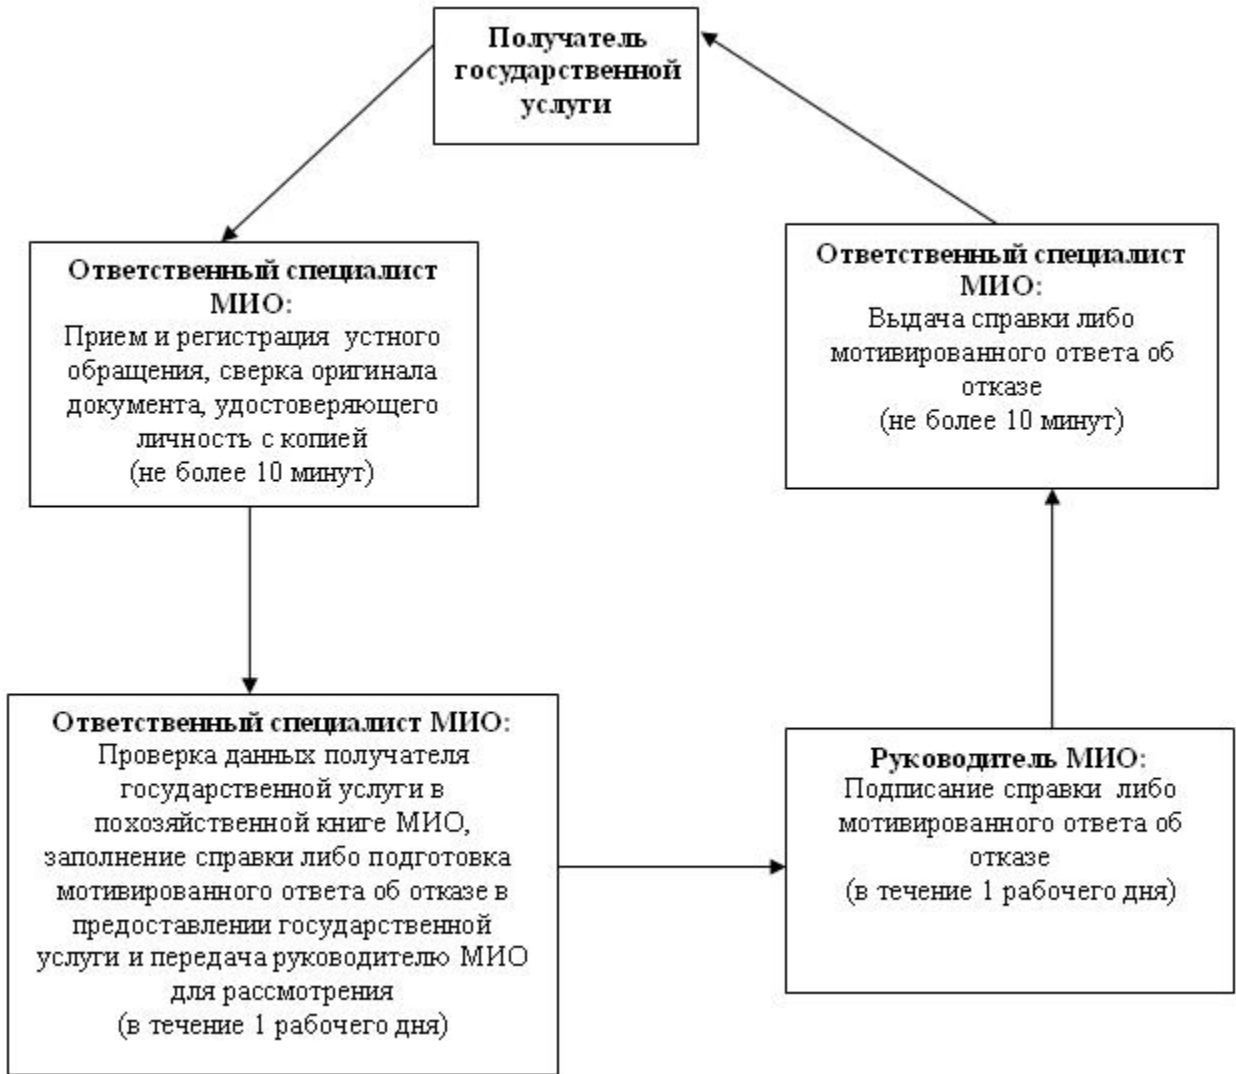 Получатель
государственной
услуги
Ответственный специалист
МИО:
Прием и регистрация устного
обращения, сверка оригинала
документа, удостоверяющего
личность с копией
(не более 10 минут)
Ответственный специалист
МИО:
Выдача справки либо
мотивированного ответа об
отказе
(не более 10 минут)
Ответственный специалист МИО:
Проверка данных получателя
государственной услуги в
похозяйственной книге МИО,
заполнение справки либо подготовка
мотивированного ответа об отказе в
предоставлении государственной
услуги и передача руководителю МИО
для рассмотрения
(в течение 1 рабочего дня)
Руководитель МИО:
Подписание справки либо
мотивированного ответа об
отказе
(в течение 1 рабочего дня)